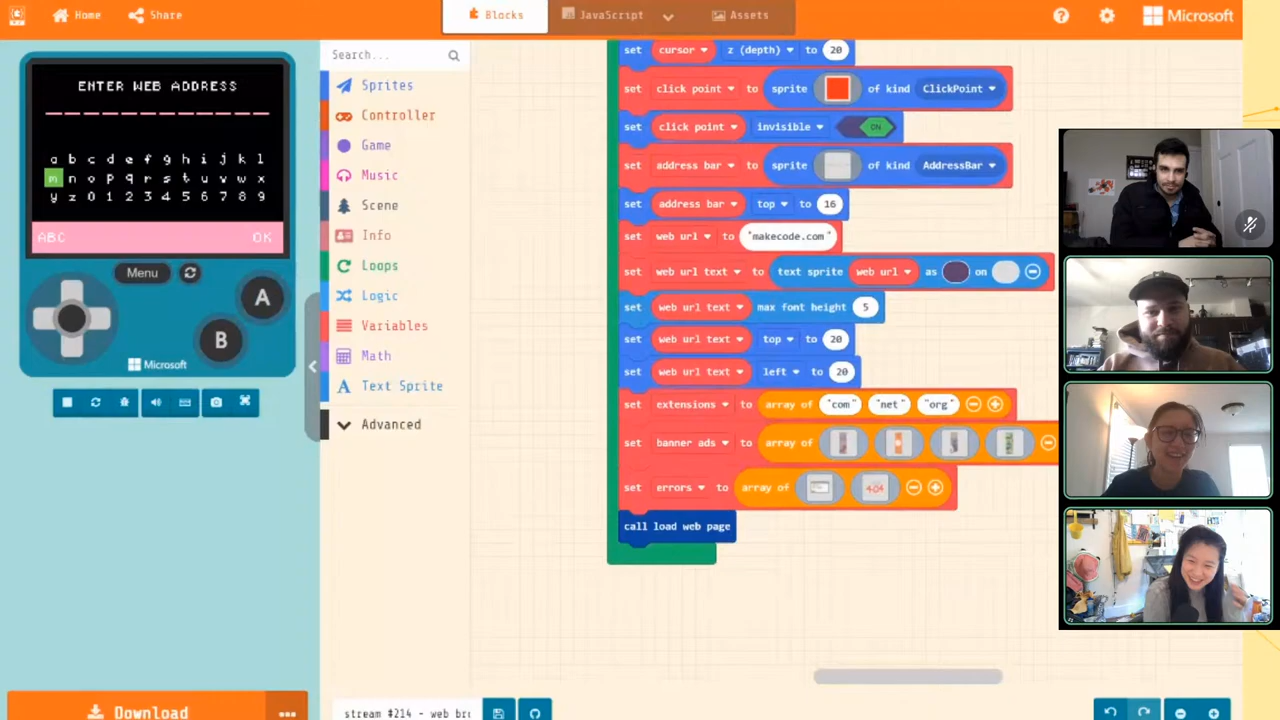 Home
Share
Blocks
JavaScript
Assets
Microsoft
ENTER WEB ADDRESS
a b c d e f g h i j k l
m n o p q r s t u v w x
y z 0 1 2 3 4 5 6 7 8 9
ABC OK
Menu
A
B
Microsoft
Download
Search...
Sprites
Controller
Game
Music
Scene
Info
Loops
Logic
Variables
Math
Text Sprite
Advanced
set cursor z (depth) to 20
set click point to sprite of kind ClickPoint
set click point invisible ON
set address bar to sprite of kind AddressBar
set address bar top to 16
set web url to "makecode.com"
set web url text to text sprite web url as on
set web url text max font height 5
set web url text top to 20
set web url text left to 20
set extensions to array of "com" "net" "org"
set banner ads to array of
set errors to array of 404
call load web page
stream #214 - web bro